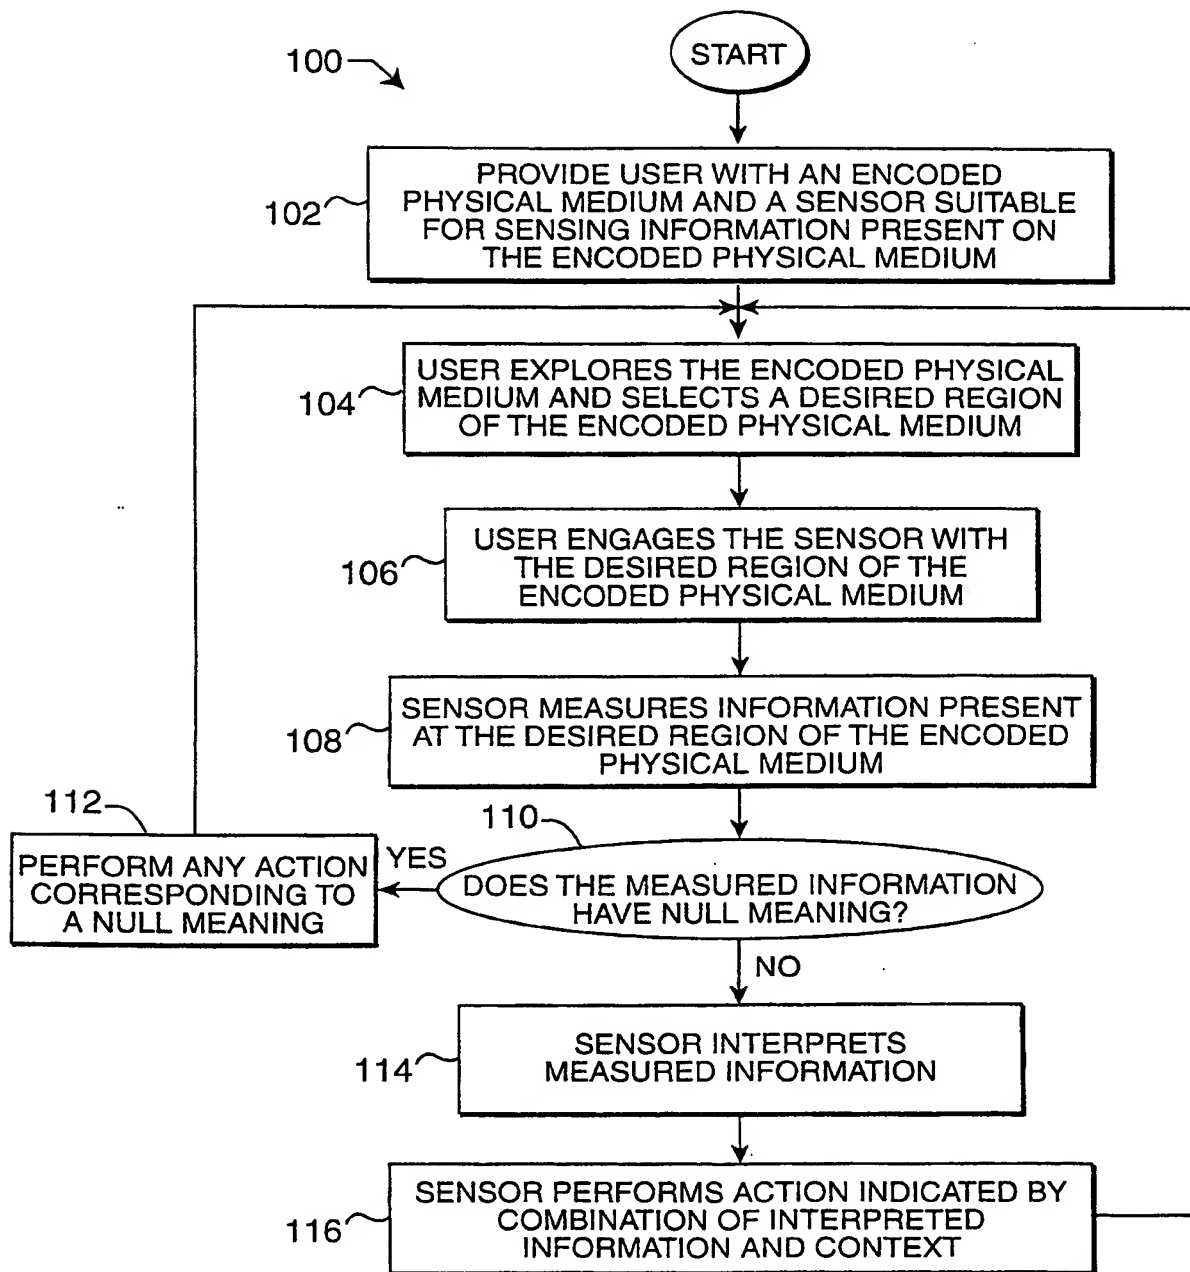 START
100
PROVIDE USER WITH AN ENCODED
PHYSICAL MEDIUM AND A SENSOR SUITABLE
FOR SENSING INFORMATION PRESENT ON
THE ENCODED PHYSICAL MEDIUM
102
USER EXPLORES THE ENCODED PHYSICAL
MEDIUM AND SELECTS A DESIRED REGION
OF THE ENCODED PHYSICAL MEDIUM
104
USER ENGAGES THE SENSOR WITH
THE DESIRED REGION OF THE
ENCODED PHYSICAL MEDIUM
106
SENSOR MEASURES INFORMATION PRESENT
AT THE DESIRED REGION OF THE ENCODED
PHYSICAL MEDIUM
108
110
DOES THE MEASURED INFORMATION
HAVE NULL MEANING?
YES
112
PERFORM ANY ACTION
CORRESPONDING TO
A NULL MEANING
NO
SENSOR INTERPRETS
MEASURED INFORMATION
114
SENSOR PERFORMS ACTION INDICATED BY
COMBINATION OF INTERPRETED
INFORMATION AND CONTEXT
116